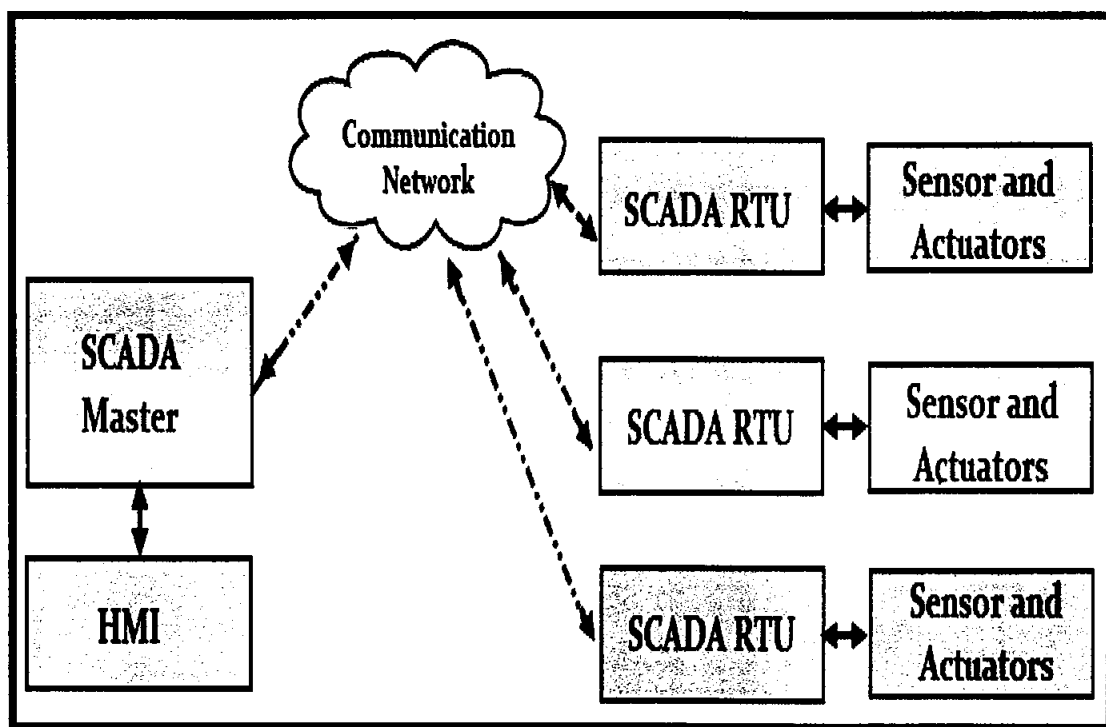 Communication
Network
SCADA RTU
Sensor and
Actuators
SCADA
Master
SCADA RTU
Sensor and
Actuators
HMI
SCADA RTU
Sensor and
Actuators